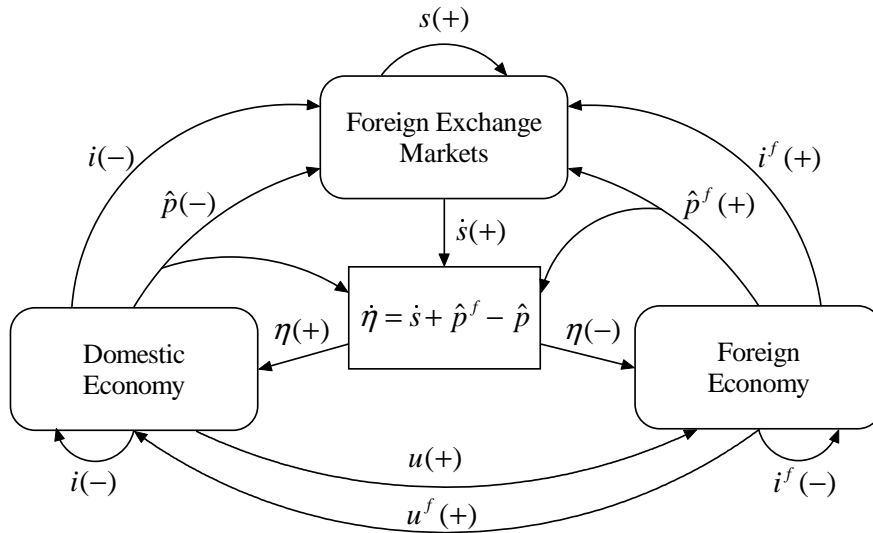 s(+)
Foreign Exchange
Markets
i(−)
i^f(+)
p̂(−)
p̂^f(+)
ṡ(+)
η̇ = ṡ + p̂^f − p̂
η(+)
η(−)
Domestic
Economy
Foreign
Economy
u(+)
i(−)
i^f(−)
u^f(+)